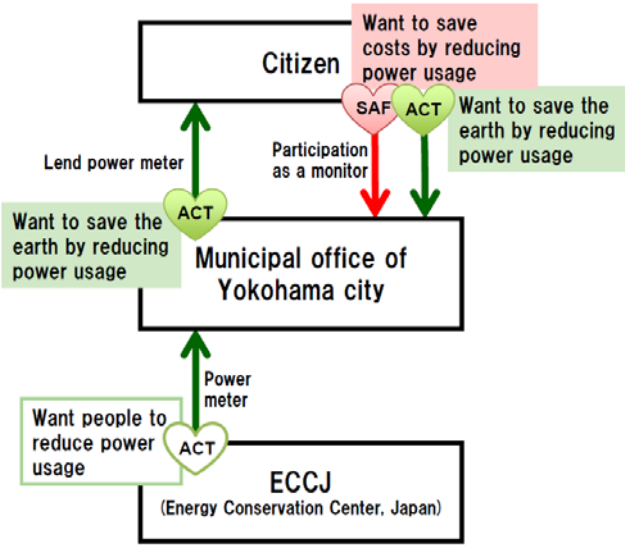 Want to save
costs by reducing
power usage
Citizen
SAF
ACT
Want to save the
earth by reducing
power usage
Lend power meter
Participation
as a monitor
ACT
Want to save the
earth by reducing
power usage
Municipal office of
Yokohama city
Power
meter
Want people to
reduce power
usage
ACT
ECCJ
(Energy Conservation Center, Japan)